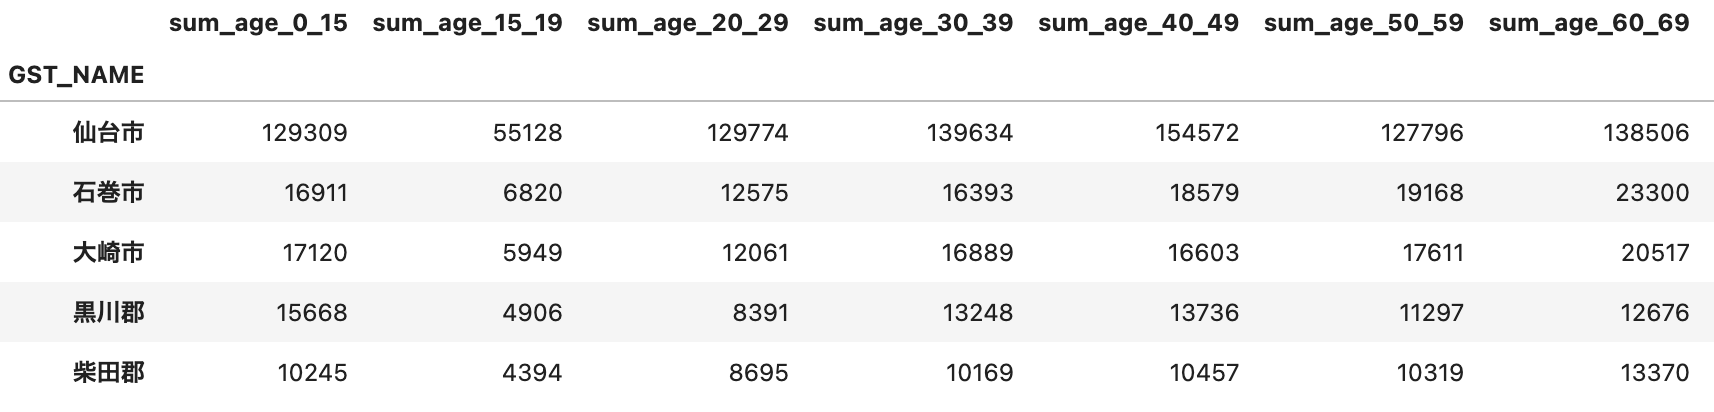 sum_age_0_15 sum_age_15_19 sum_age_20_29 sum_age_30_39 sum_age_40_49 sum_age_50_59 sum_age_60_69
GST_NAME
仙台市 129309 55128 129774 139634 154572 127796 138506
石巻市 16911 6820 12575 16393 18579 19168 23300
大崎市 17120 5949 12061 16889 16603 17611 20517
黒川郡 15668 4906 8391 13248 13736 11297 12676
柴田郡 10245 4394 8695 10169 10457 10319 13370